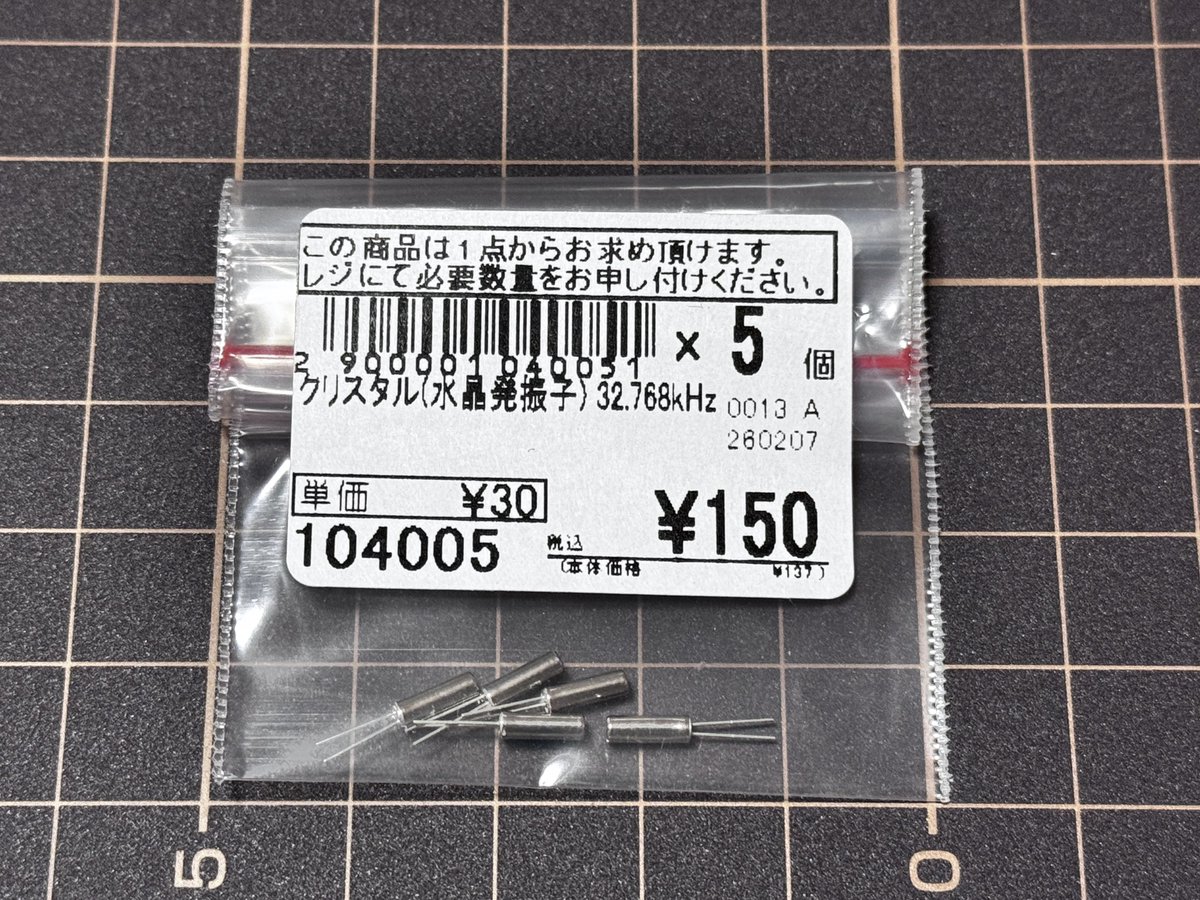 この商品は1点からお求め頂けます。
レジにて必要数量をお申し付けください。
2 900001 040051
× 5 個
クリスタル(水晶発振子) 32.768kHz
0013 A
260207
単価 ¥30
104005
税込 ¥150
(本体価格 ¥137)
5
0